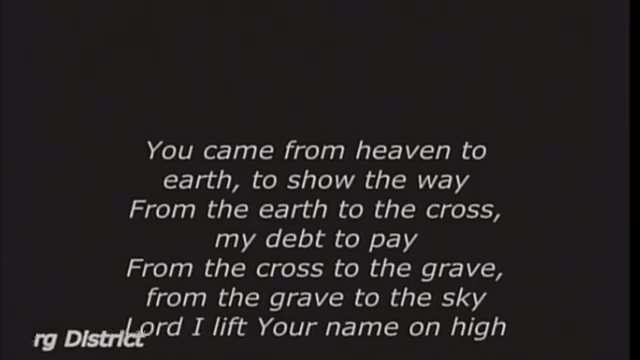 You came from heaven to
earth, to show the way
From the earth to the cross,
my debt to pay
From the cross to the grave,
from the grave to the sky
Lord I lift Your name on high
rg District